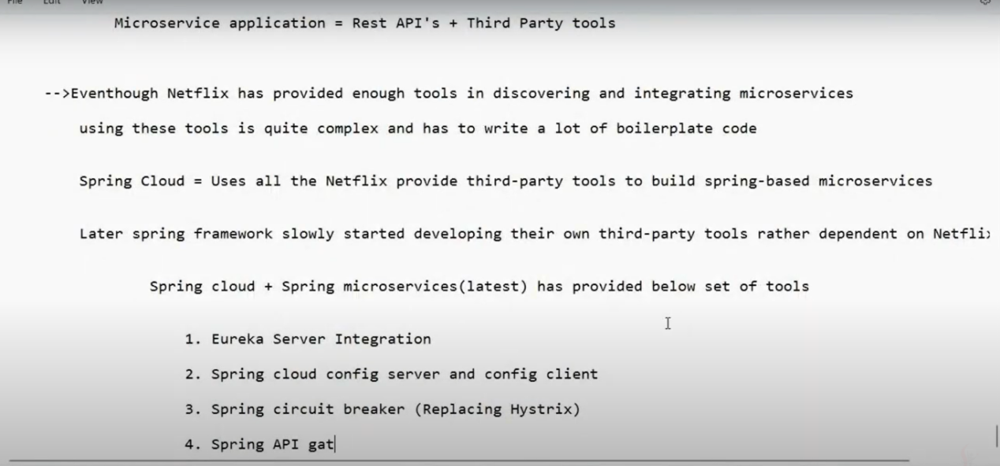 File Edit View
Microservice application = Rest API's + Third Party tools
-->Eventhough Netflix has provided enough tools in discovering and integrating microservices
using these tools is quite complex and has to write a lot of boilerplate code
Spring Cloud = Uses all the Netflix provide third-party tools to build spring-based microservices
Later spring framework slowly started developing their own third-party tools rather dependent on Netflix
Spring cloud + Spring microservices(latest) has provided below set of tools
1. Eureka Server Integration
2. Spring cloud config server and config client
3. Spring circuit breaker (Replacing Hystrix)
4. Spring API gat